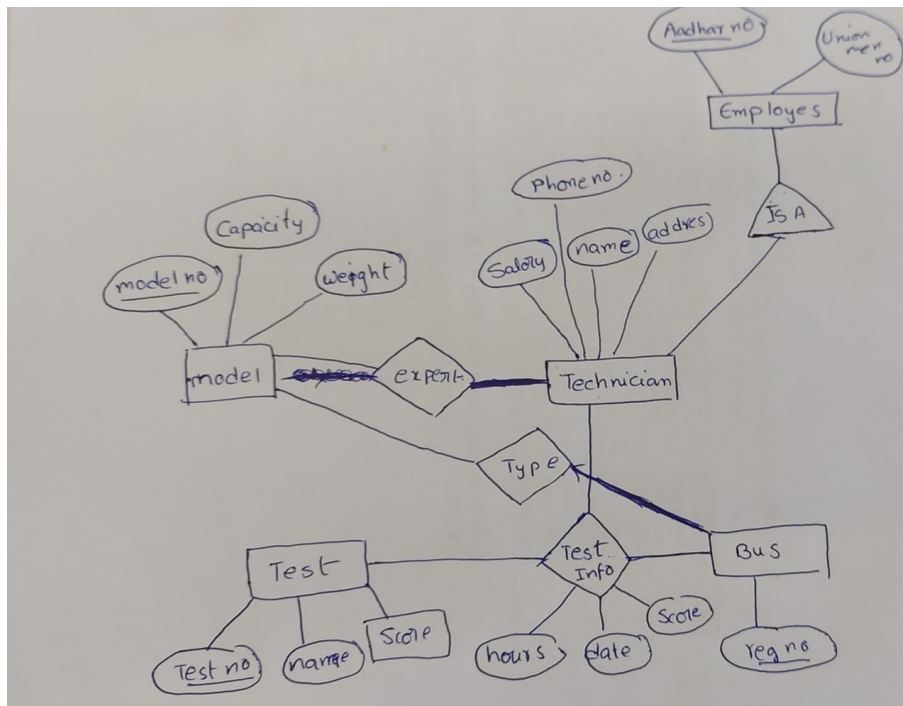 Aadhar no
Union
mem
no
Employes
Phone no.
IS A
Capacity
Salary
name
addres
model no
weight
model
expert
Technician
Type
Test
Test
Info
Bus
Test no
name
Score
hours
date
Score
reg no